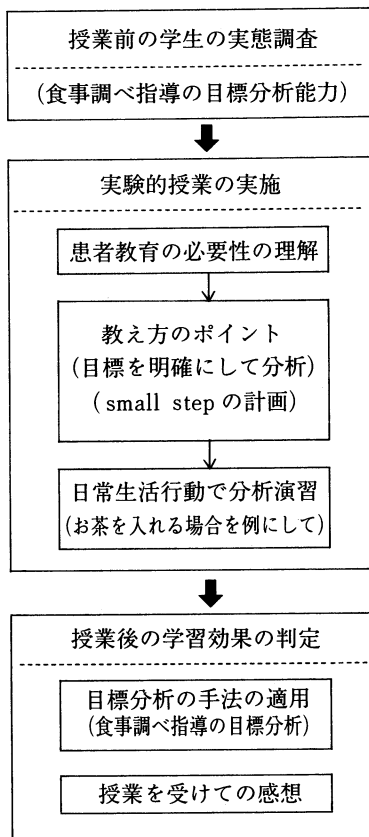 授業前の学生の実態調査
(食事調べ指導の目標分析能力)
実験的授業の実施
患者教育の必要性の理解
教え方のポイント
(目標を明確にして分析)
(small step の計画)
日常生活行動で分析演習
(お茶を入れる場合を例にして)
授業後の学習効果の判定
目標分析の手法の適用
(食事調べ指導の目標分析)
授業を受けての感想